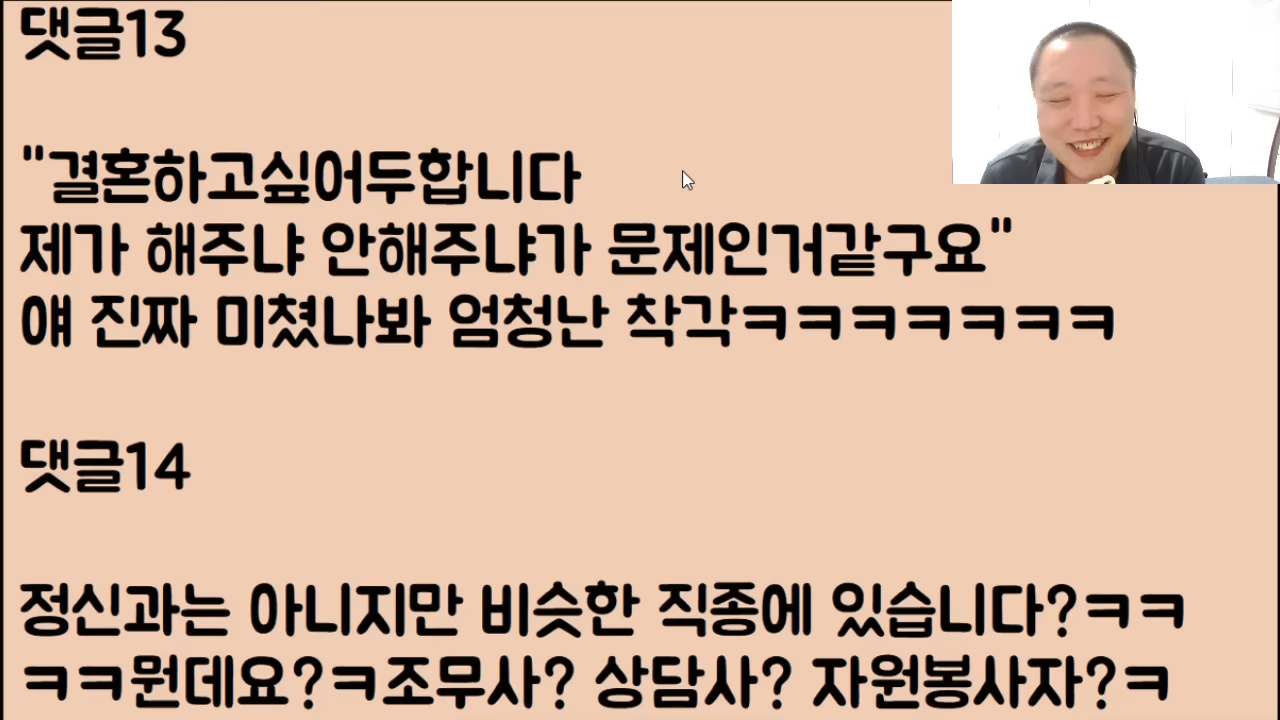 댓글13
"결혼하고싶어두합니다
제가 해주냐 안해주냐가 문제인거같구요"
얘 진짜 미쳤나봐 엄청난 착각ㅋㅋㅋㅋㅋㅋㅋ
댓글14
정신과는 아니지만 비슷한 직종에 있습니다?ㅋㅋ
ㅋㅋ뭔데요?ㅋ조무사? 상담사? 자원봉사자?ㅋ